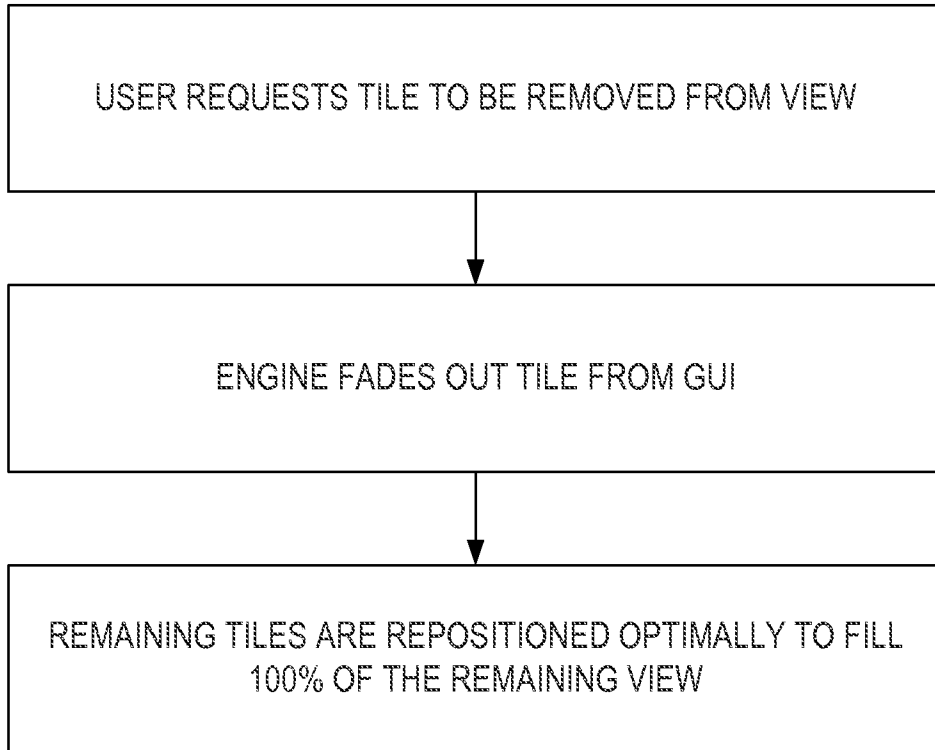 USER REQUESTS TILE TO BE REMOVED FROM VIEW
ENGINE FADES OUT TILE FROM GUI
REMAINING TILES ARE REPOSITIONED OPTIMALLY TO FILL
100% OF THE REMAINING VIEW